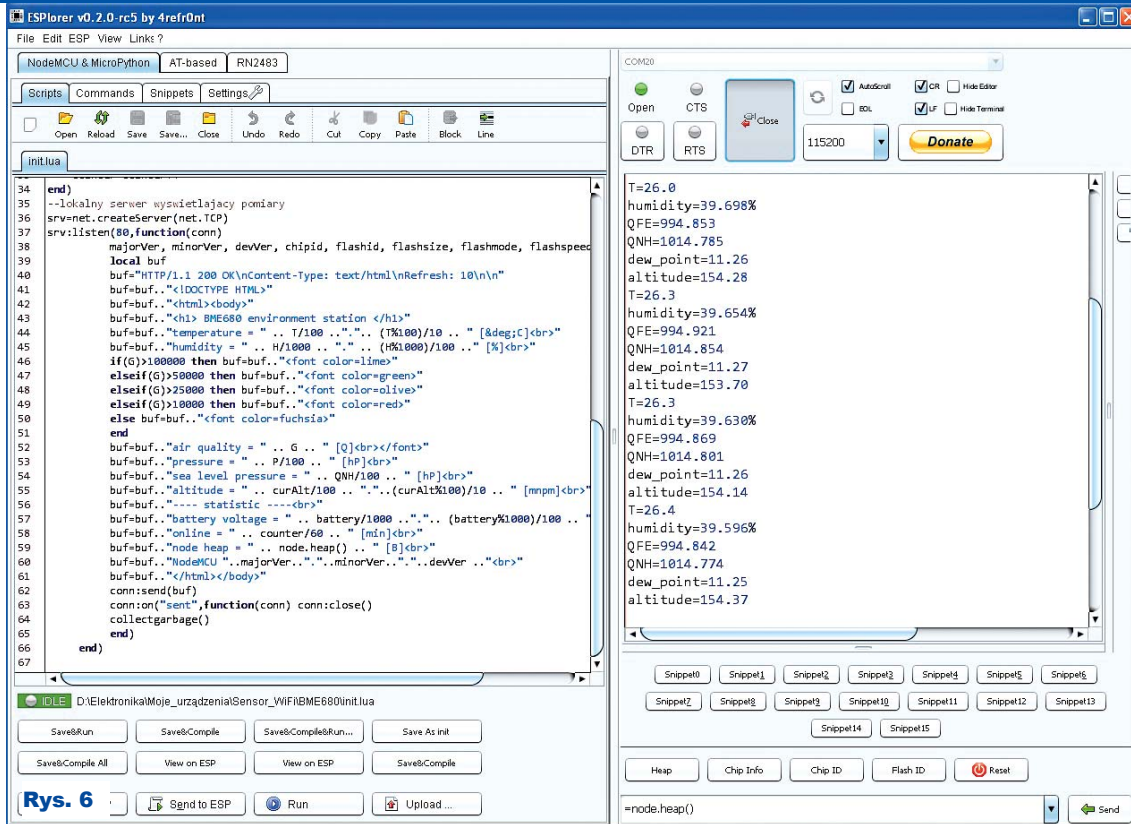 ESPlorer v0.2.0-rc5 by 4refr0nt
File Edit ESP View Links ?
NodeMCU & MicroPython AT-based RN2483
Scripts Commands Snippets Settings
Open Reload Save Save... Close Undo Redo Cut Copy Paste Block Line
init.lua
34 end)
35 --lokalny serwer wyswietlajacy pomiary
36 srv=net.createServer(net.TCP)
37 srv:listen(80,function(conn)
38 majorVer, minorVer, devVer, chipid, flashid, flashsize, flashmode, flashspeed
39 local buf
40 buf="HTTP/1.1 200 OK\nContent-Type: text/html\nRefresh: 10\n\n"
41 buf=buf.."<!DOCTYPE HTML>"
42 buf=buf.."<html><body>"
43 buf=buf.."<h1> BME680 environment station </h1>"
44 buf=buf.."temperature = " .. T/100 .."." .. (T%100)/10 .. " [&deg;C]<br>"
45 buf=buf.."humidity = " .. H/1000 .. "." .. (H%1000)/100 .." [%]<br>"
46 if(G)>100000 then buf=buf.."<font color=lime>"
47 elseif(G)>50000 then buf=buf.."<font color=green>"
48 elseif(G)>25000 then buf=buf.."<font color=olive>"
49 elseif(G)>10000 then buf=buf.."<font color=red>"
50 else buf=buf.."<font color=fuchsia>"
51 end
52 buf=buf.."air quality = " .. G .. " [Q]<br></font>"
53 buf=buf.."pressure = " .. P/100 .. " [hP]<br>"
54 buf=buf.."sea level pressure = " .. QNH/100 .. " [hP]<br>"
55 buf=buf.."altitude = " .. curAlt/100 .. "."..(curAlt%100)/10 .. " [mnpm]<br>"
56 buf=buf.."---- statistic ----<br>"
57 buf=buf.."battery voltage = " .. battery/1000 .."." .. (battery%1000)/100 .. "
58 buf=buf.."online = " .. counter/60 .. " [min]<br>"
59 buf=buf.."node heap = " .. node.heap() .. " [B]<br>"
60 buf=buf.."NodeMCU "..majorVer.."."..minorVer.."."..devVer .."<br>"
61 buf=buf.."</html></body>"
62 conn:send(buf)
63 conn:on("sent",function(conn) conn:close()
64 collectgarbage()
65 end)
66 end)
67
IDLE D:\Elektronika\Moje_urządzenia\Sensor_WiFi\BME680\init.lua
Save&Run Save&Compile Save&Compile&Run... Save As init
Save&Compile All View on ESP View on ESP Save&Compile
Rys. 6 Send to ESP Run Upload ...
COM20
Open CTS Close AutoScroll CR Hide Editor
EOL LF Hide Terminal
DTR RTS 115200 Donate
T=26.0
humidity=39.698%
QFE=994.853
QNH=1014.785
dew_point=11.26
altitude=154.28
T=26.3
humidity=39.654%
QFE=994.921
QNH=1014.854
dew_point=11.27
altitude=153.70
T=26.3
humidity=39.630%
QFE=994.869
QNH=1014.801
dew_point=11.26
altitude=154.14
T=26.4
humidity=39.596%
QFE=994.842
QNH=1014.774
dew_point=11.25
altitude=154.37
Snippet0 Snippet1 Snippet2 Snippet3 Snippet4 Snippet5 Snippet6
Snippet7 Snippet8 Snippet9 Snippet10 Snippet11 Snippet12 Snippet13
Snippet14 Snippet15
Heap Chip Info Chip ID Flash ID Reset
=node.heap() Send